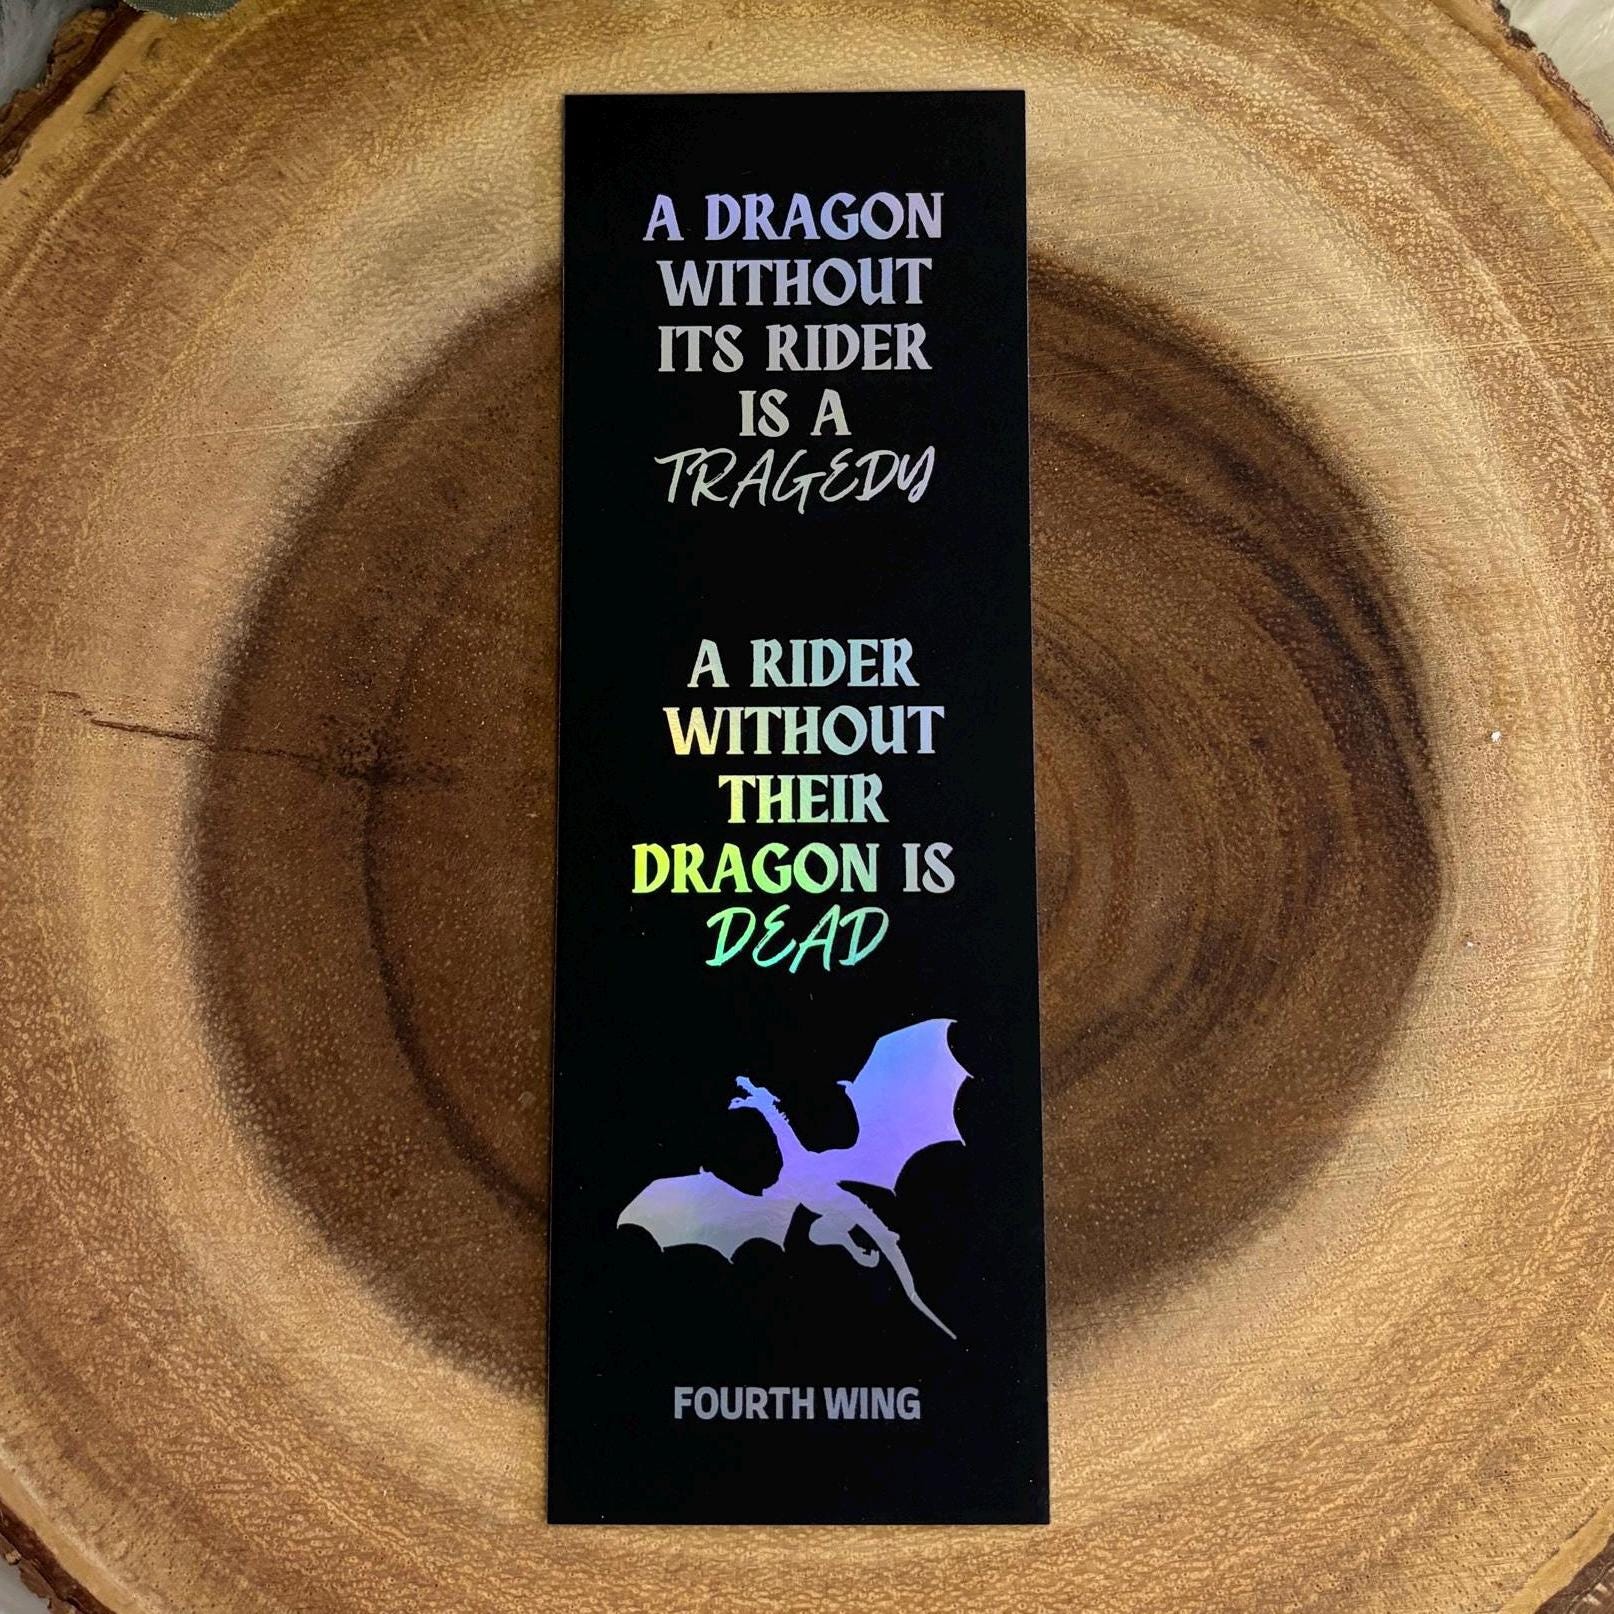 A DRAGON
WITHOUT
ITS RIDER
IS A
TRAGEDY
A RIDER
WITHOUT
THEIR
DRAGON IS
DEAD
FOURTH WING